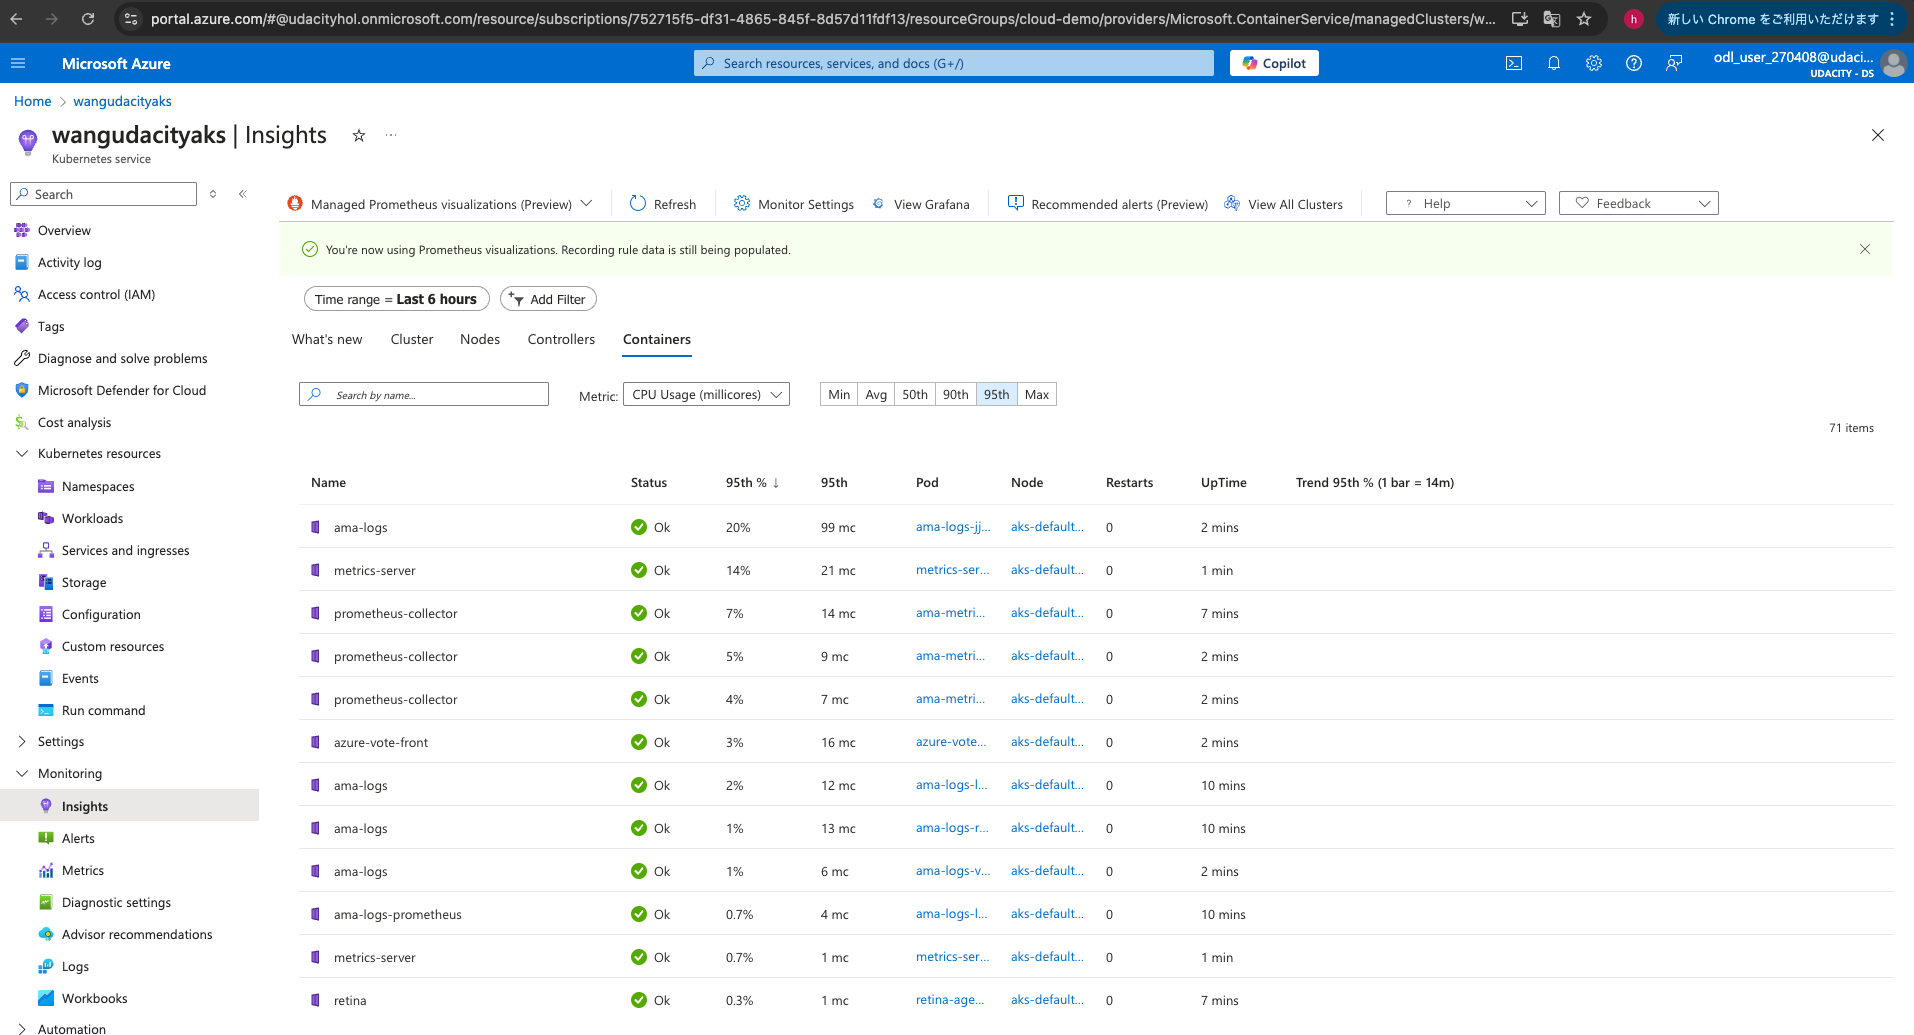 portal.azure.com/#@udacityhol.onmicrosoft.com/resource/subscriptions/752715f5-df31-4865-845f-8d57d11fdf13/resourceGroups/cloud-demo/providers/Microsoft.ContainerService/managedClusters/w...
h
新しい Chrome をご利用いただけます
Microsoft Azure
Search resources, services, and docs (G+/)
Copilot
odl_user_270408@udaci...
UDACITY - DS
Home > wangudacityaks
wangudacityaks | Insights
Kubernetes service
Search
Overview
Activity log
Access control (IAM)
Tags
Diagnose and solve problems
Microsoft Defender for Cloud
Cost analysis
Kubernetes resources
Namespaces
Workloads
Services and ingresses
Storage
Configuration
Custom resources
Events
Run command
Settings
Monitoring
Insights
Alerts
Metrics
Diagnostic settings
Advisor recommendations
Logs
Workbooks
Automation
Managed Prometheus visualizations (Preview) Refresh Monitor Settings View Grafana Recommended alerts (Preview) View All Clusters ? Help Feedback
You're now using Prometheus visualizations. Recording rule data is still being populated.
Time range = Last 6 hours Add Filter
What's new Cluster Nodes Controllers Containers
Search by name... Metric: CPU Usage (millicores) Min Avg 50th 90th 95th Max
71 items
Name Status 95th % ↓ 95th Pod Node Restarts UpTime Trend 95th % (1 bar = 14m)
ama-logs Ok 20% 99 mc ama-logs-jj... aks-default... 0 2 mins
metrics-server Ok 14% 21 mc metrics-ser... aks-default... 0 1 min
prometheus-collector Ok 7% 14 mc ama-metri... aks-default... 0 7 mins
prometheus-collector Ok 5% 9 mc ama-metri... aks-default... 0 2 mins
prometheus-collector Ok 4% 7 mc ama-metri... aks-default... 0 2 mins
azure-vote-front Ok 3% 16 mc azure-vote... aks-default... 0 2 mins
ama-logs Ok 2% 12 mc ama-logs-l... aks-default... 0 10 mins
ama-logs Ok 1% 13 mc ama-logs-r... aks-default... 0 10 mins
ama-logs Ok 1% 6 mc ama-logs-v... aks-default... 0 2 mins
ama-logs-prometheus Ok 0.7% 4 mc ama-logs-l... aks-default... 0 10 mins
metrics-server Ok 0.7% 1 mc metrics-ser... aks-default... 0 1 min
retina Ok 0.3% 1 mc retina-age... aks-default... 0 7 mins